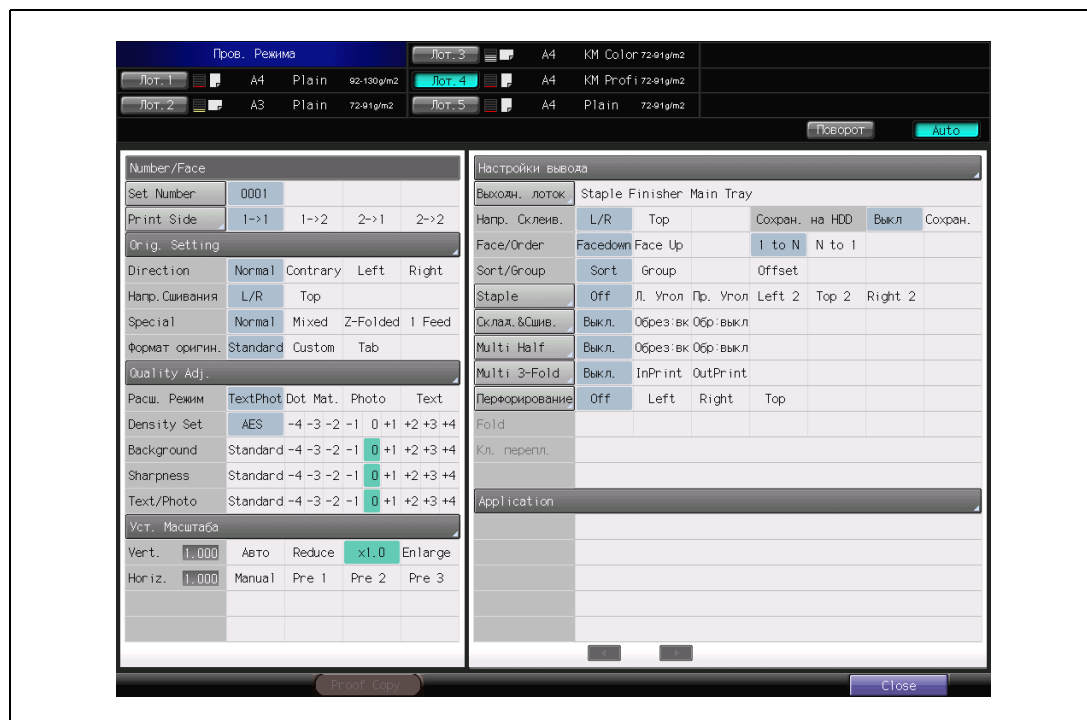 Пров. Режима
Лот.3 A4 KM Color 72-91g/m2
Лот.1 A4 Plain 92-130g/m2 Лот.4 A4 KM Profi 72-91g/m2
Лот.2 A3 Plain 72-91g/m2 Лот.5 A4 Plain 72-91g/m2
Поворот Auto
Number/Face
Set Number 0001
Print Side 1->1 1->2 2->1 2->2
Orig. Setting
Direction Normal Contrary Left Right
Напр.Сшивания L/R Top
Special Normal Mixed Z-Folded 1 Feed
Формат оригин. Standard Custom Tab
Quality Adj.
Расш. Режим TextPhot Dot Mat. Photo Text
Density Set AES -4 -3 -2 -1 0 +1 +2 +3 +4
Background Standard -4 -3 -2 -1 0 +1 +2 +3 +4
Sharpness Standard -4 -3 -2 -1 0 +1 +2 +3 +4
Text/Photo Standard -4 -3 -2 -1 0 +1 +2 +3 +4
Уст. Масштаба
Vert. 1.000 Авто Reduce x1.0 Enlarge
Horiz. 1.000 Manual Pre 1 Pre 2 Pre 3
Настройки вывода
Выходн. лоток Staple Finisher Main Tray
Напр. Склеив. L/R Top Сохран. на HDD Выкл Сохран.
Face/Order Facedown Face Up 1 to N N to 1
Sort/Group Sort Group Offset
Staple Off Л. Угол Пр. Угол Left 2 Top 2 Right 2
Склад.&Сшив. Выкл. Обрез:вк Обр:выкл
Multi Half Выкл. Обрез:вк Обр:выкл
Multi 3-Fold Выкл. InPrint OutPrint
Перфорирование Off Left Right Top
Fold
Кл. перепл.
Application
< >
Proof Copy Close